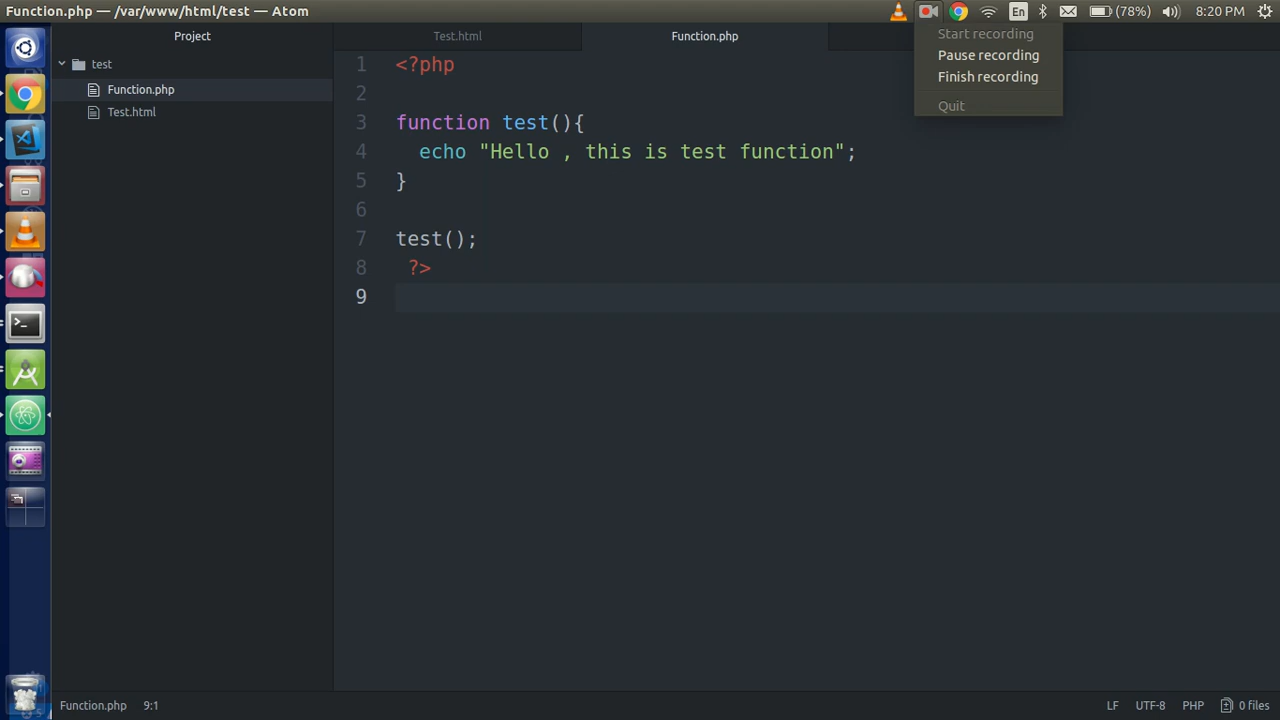 Function.php — /var/www/html/test — Atom
En
(78%)
8:20 PM
Start recording
Pause recording
Finish recording
Quit
Project
test
Function.php
Test.html
Test.html
Function.php
1 <?php
2
3 function test(){
4 echo "Hello , this is test function";
5 }
6
7 test();
8 ?>
9
Function.php 9:1
LF UTF-8 PHP 0 files